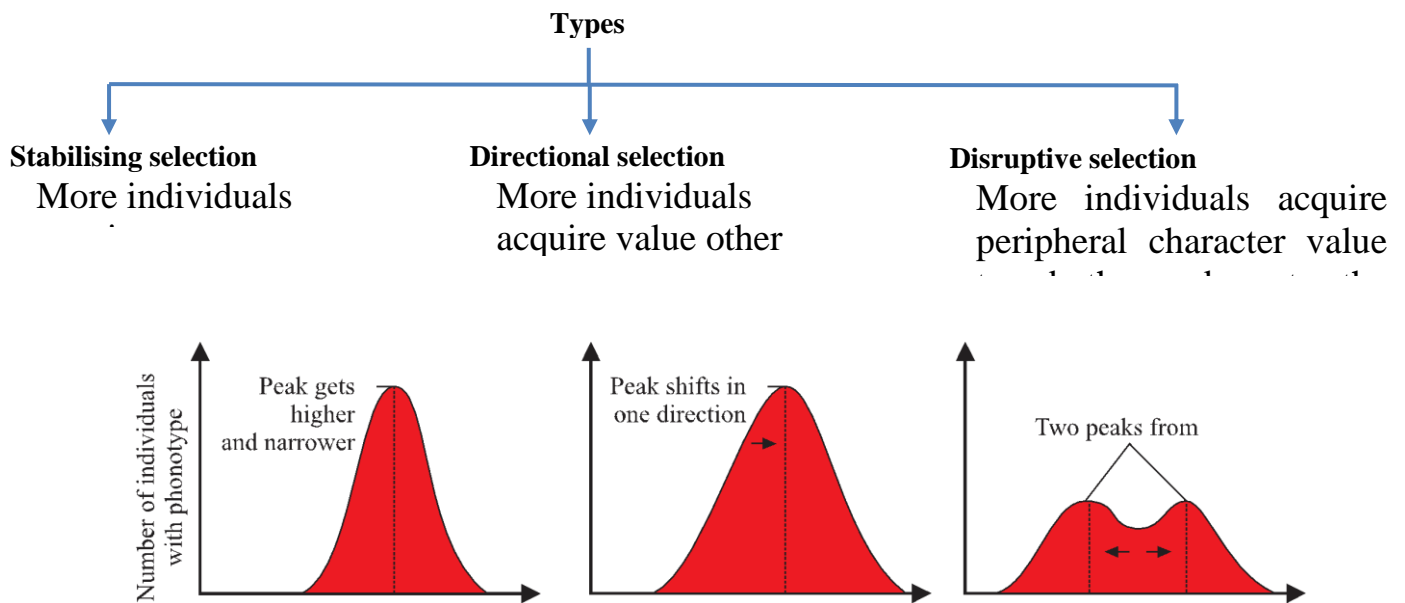 Types
Stabilising selection
More individuals
Directional selection
More individuals
acquire value other
Disruptive selection
More individuals acquire
peripheral character value
Number of individuals
with phonotype
Peak gets
higher
and narrower
Peak shifts in
one direction
Two peaks from